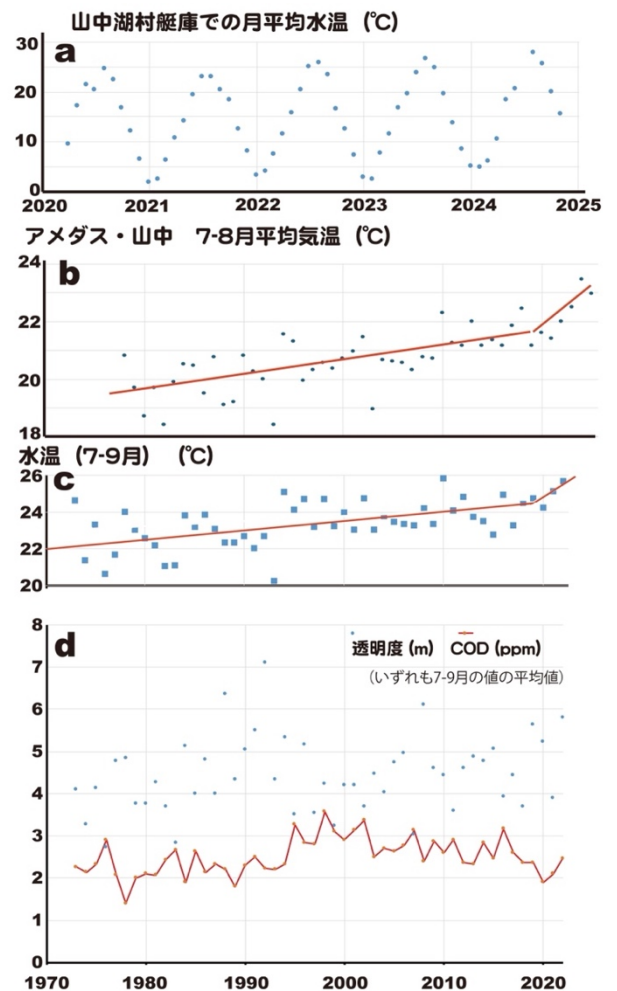 山中湖村艇庫での月平均水温 (℃)
a
30
20
10
0
2020 2021 2022 2023 2024 2025
アメダス・山中 7-8月平均気温 (℃)
b
24
22
20
18
水温 (7-9月) (℃)
c
26
24
22
20
d
8
7
6
5
4
3
2
1
0
透明度 (m) COD (ppm)
(いずれも7-9月の値の平均値)
1970 1980 1990 2000 2010 2020